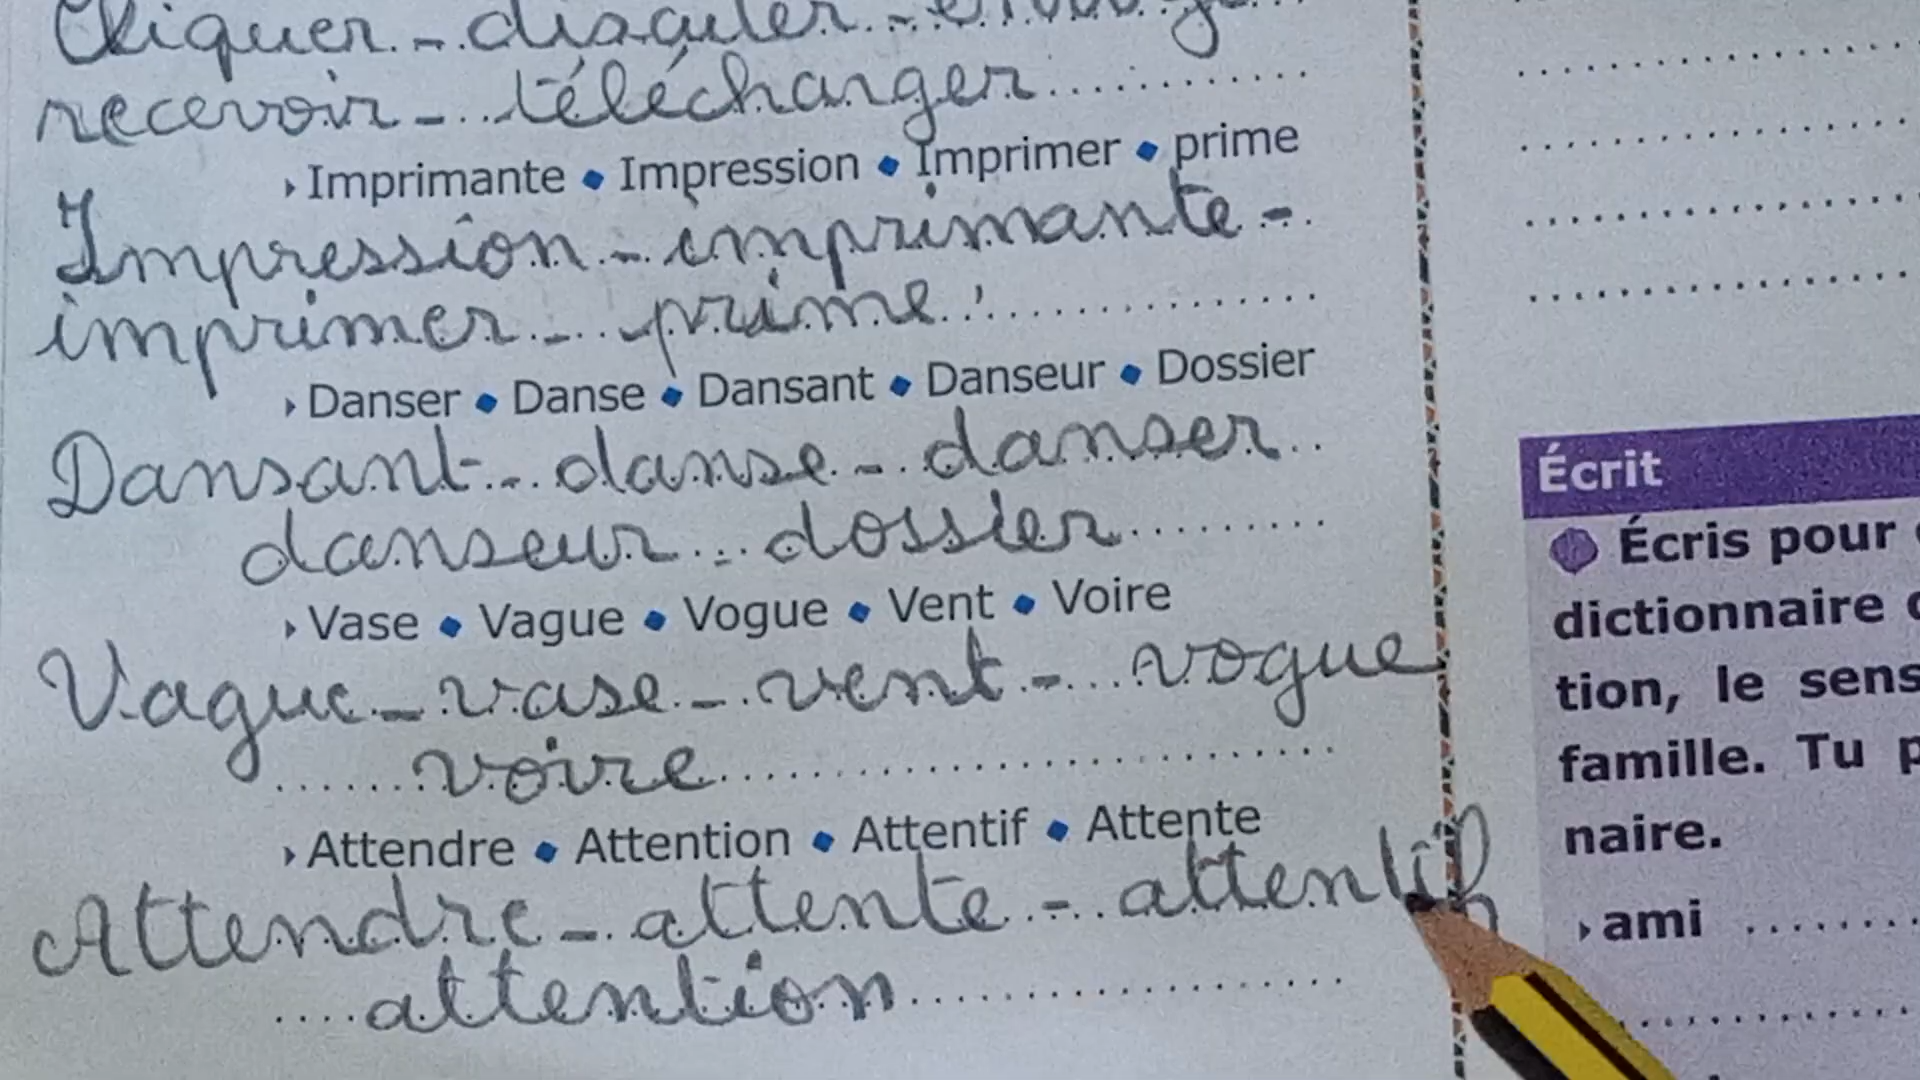 Cliquer - discuter -
recevoir - télécharger
Imprimante • Impression • Imprimer • prime
Impression - imprimante -
imprimer - prime.
Danser • Danse • Dansant • Danseur • Dossier
Dansant - danse - danser
danseur - dossier
Vase • Vague • Vogue • Vent • Voire
Vague - vase - vent - vogue
voire
Attendre • Attention • Attentif • Attente
Attendre - attente - attentif
attention
Écrit
Écris pour
dictionnaire
tion, le sens
famille. Tu p
naire.
ami